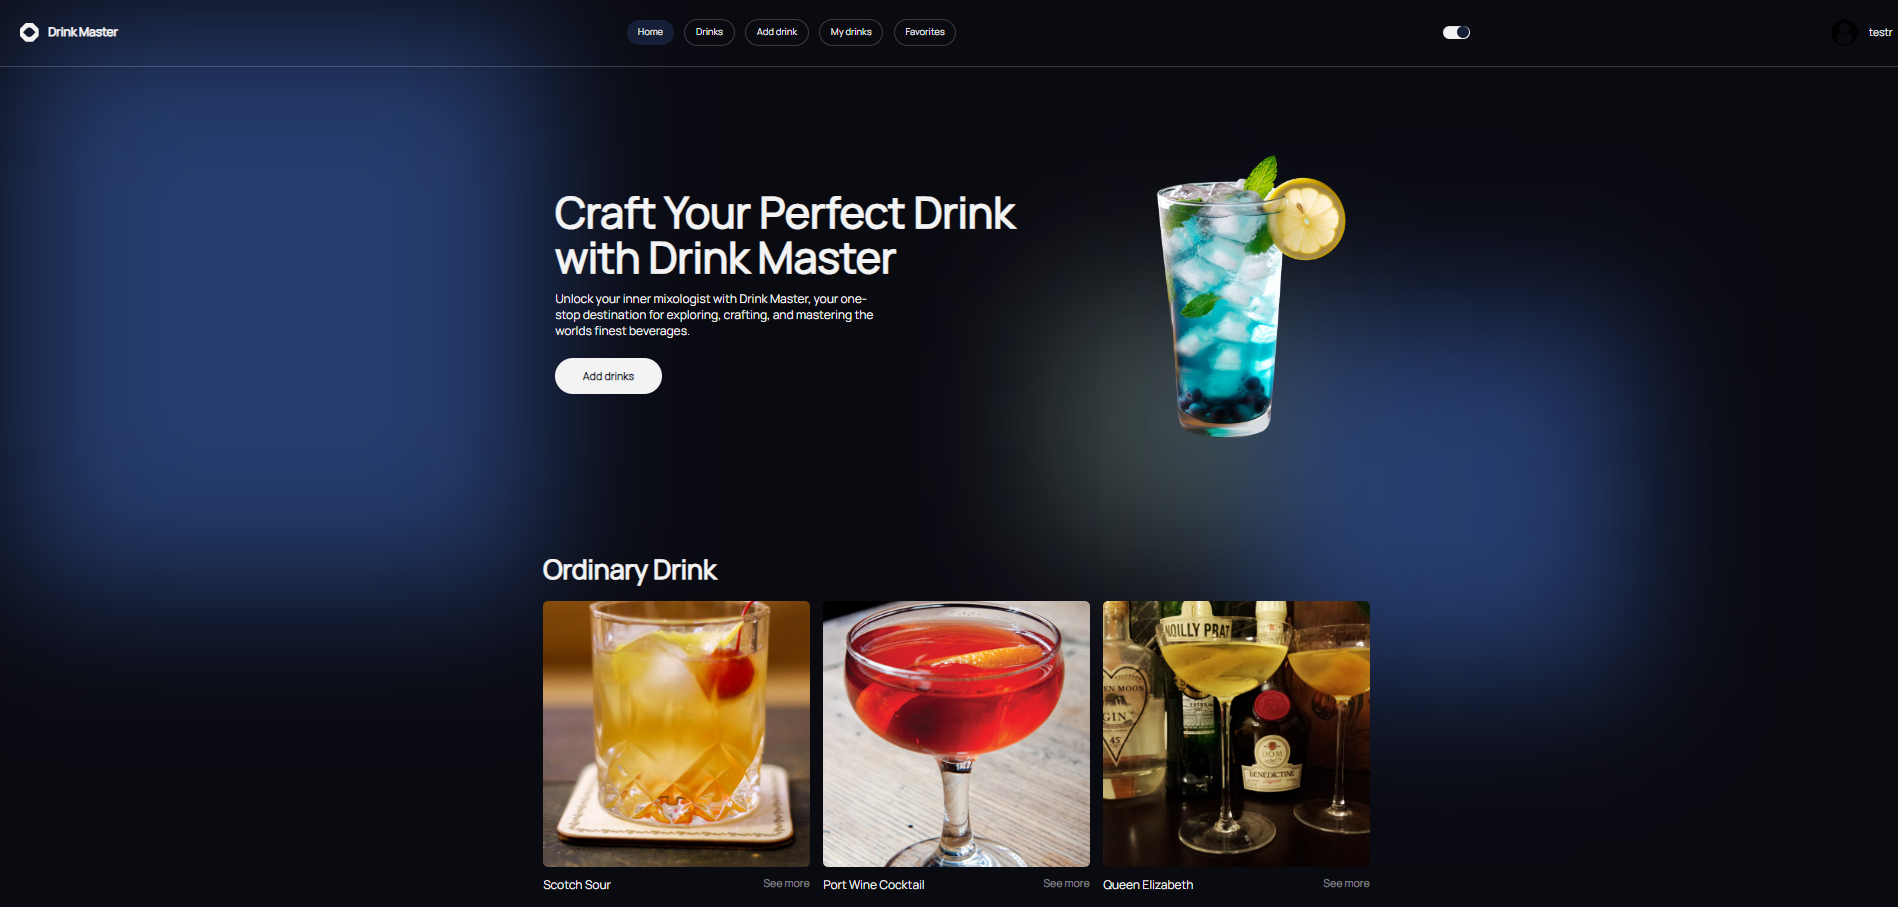 Drink Master
Home
Drinks
Add drink
My drinks
Favorites
testr
Craft Your Perfect Drink
with Drink Master
Unlock your inner mixologist with Drink Master, your one-
stop destination for exploring, crafting, and mastering the
worlds finest beverages.
Add drinks
Ordinary Drink
NOILLY PRAT
EN MOON
GIN
45
EXTRA
DOM
BENEDICTINE
Scotch Sour
See more
Port Wine Cocktail
See more
Queen Elizabeth
See more